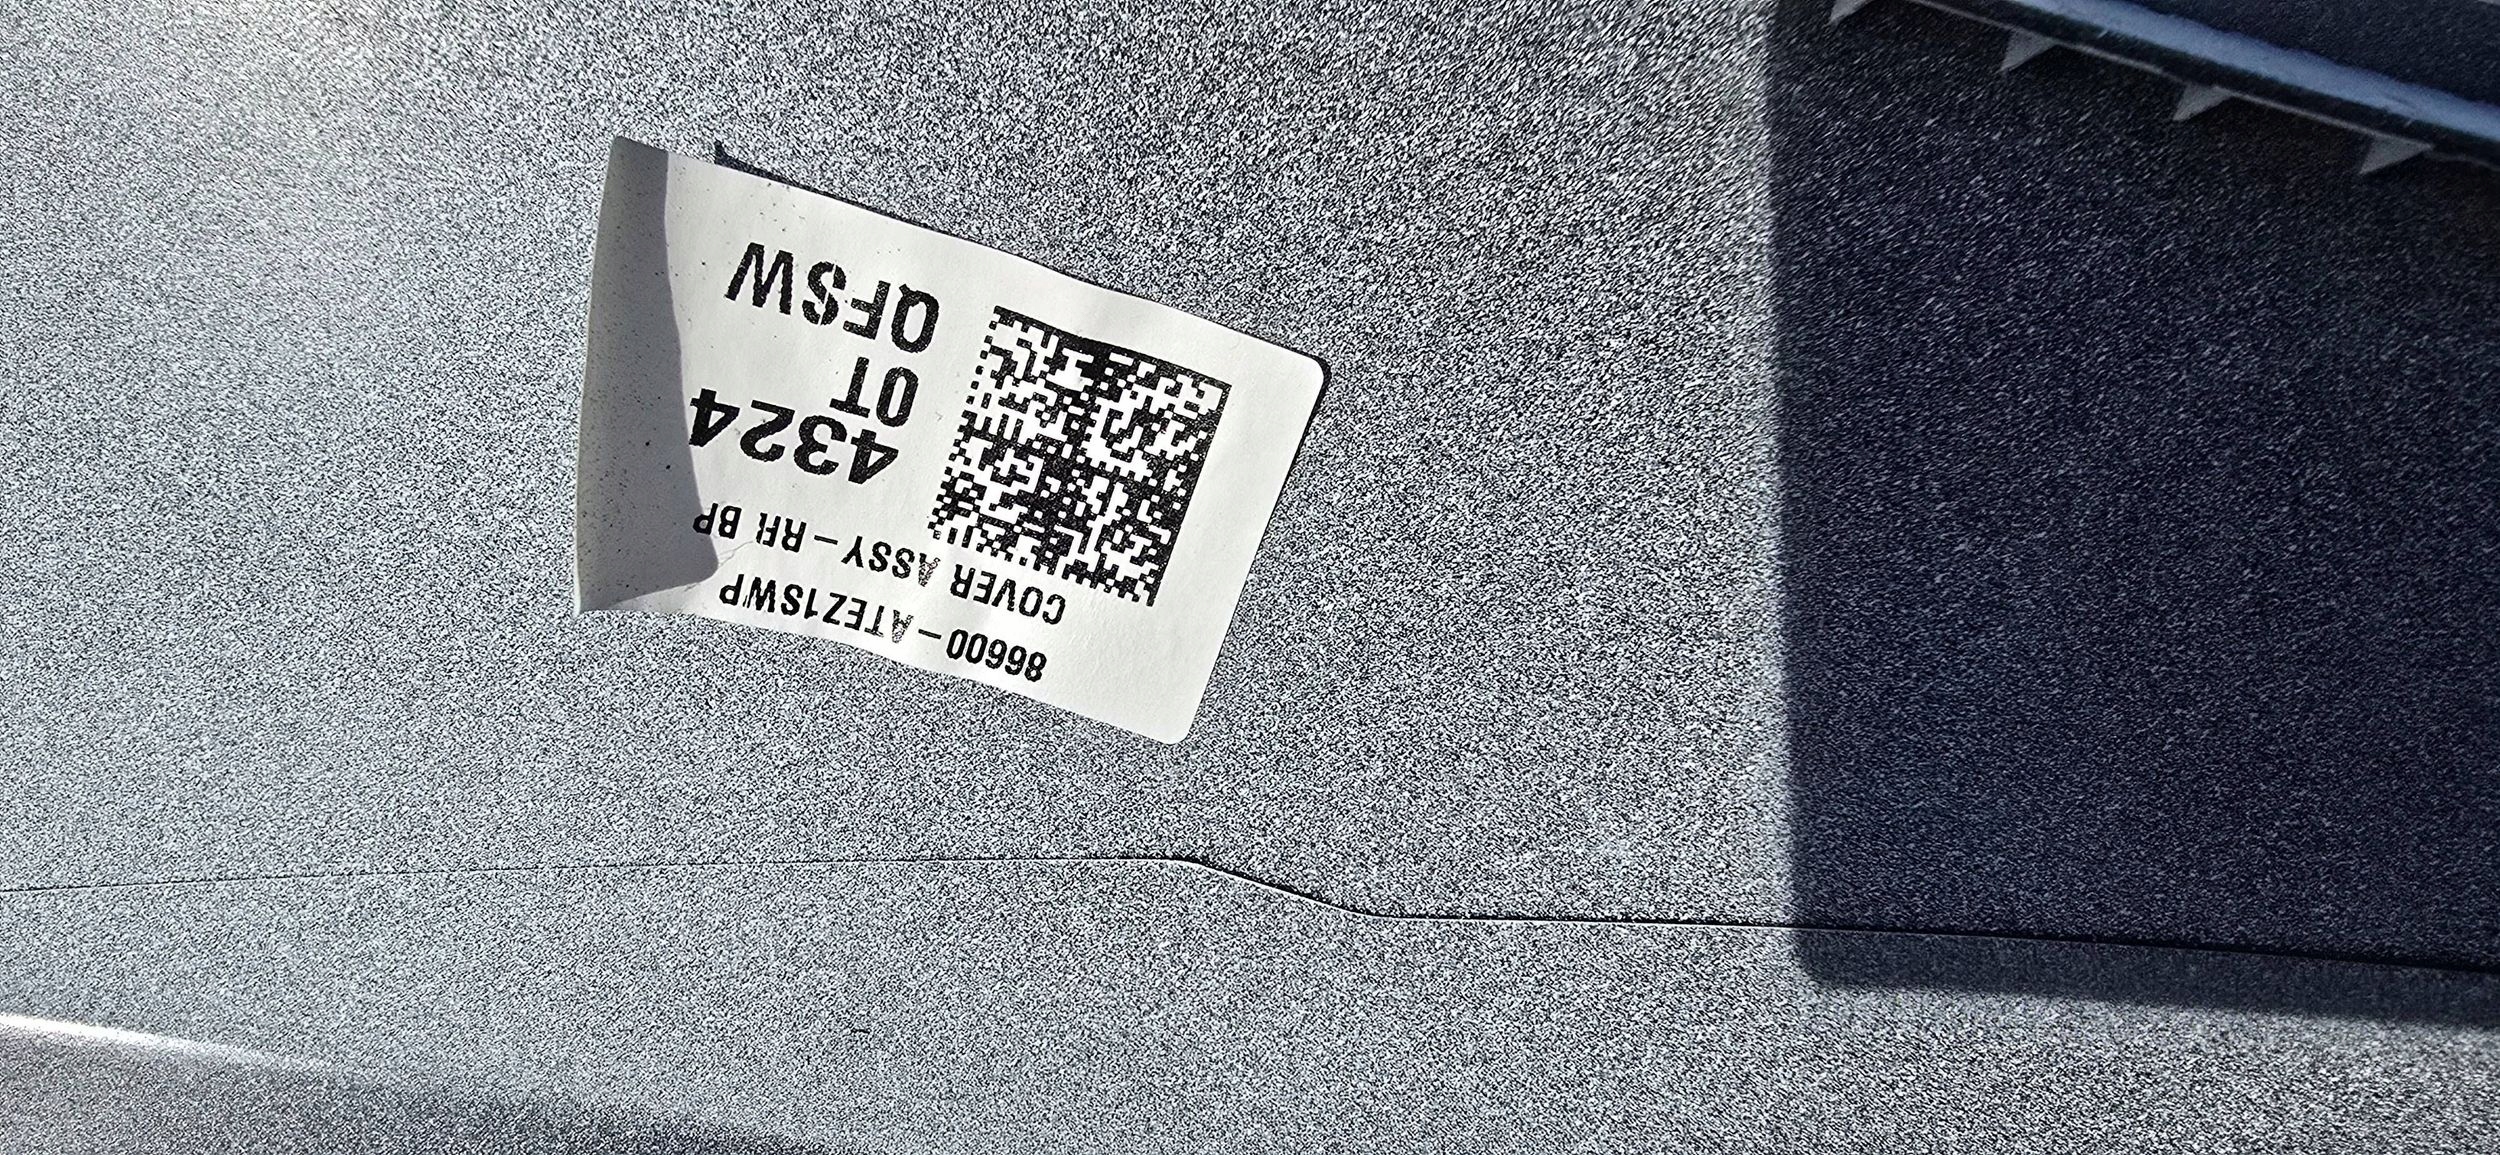 86600-ATEZ1SWP
COVER ASSY-RR BP
4324
0T
QFSW